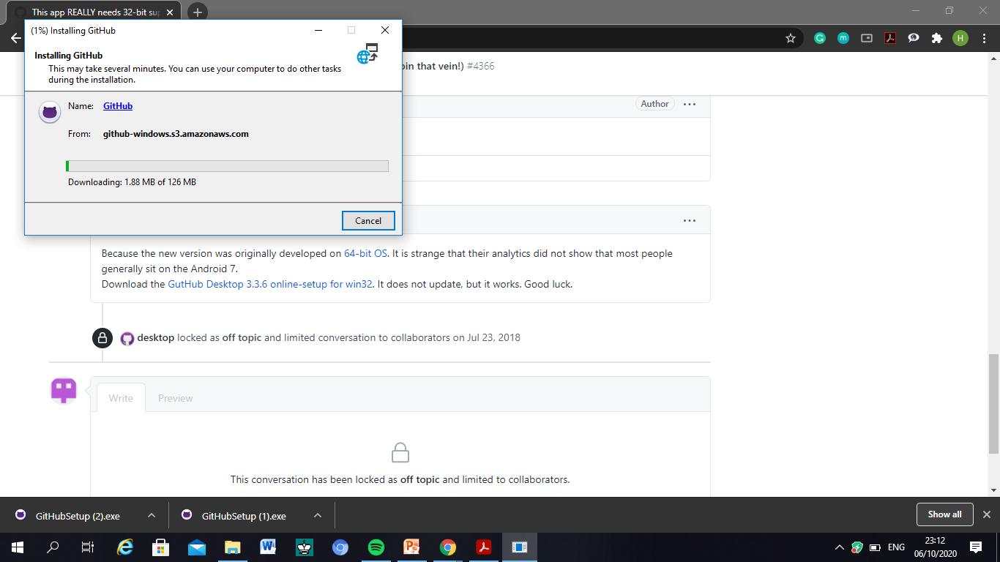 This app REALLY needs 32-bit su
(1%) Installing GitHub
Installing GitHub
This may take several minutes. You can use your computer to do other tasks
during the installation.
Name: GitHub
From: github-windows.s3.amazonaws.com
Downloading: 1.88 MB of 126 MB
Cancel
oin that vein!) #4366
Author
Because the new version was originally developed on 64-bit OS. It is strange that their analytics did not show that most people
generally sit on the Android 7.
Download the GutHub Desktop 3.3.6 online-setup for win32. It does not update, but it works. Good luck.
desktop locked as off topic and limited conversation to collaborators on Jul 23, 2018
Write Preview
This conversation has been locked as off topic and limited to collaborators.
GitHubSetup (2).exe GitHubSetup (1).exe Show all
ENG 23:12
06/10/2020